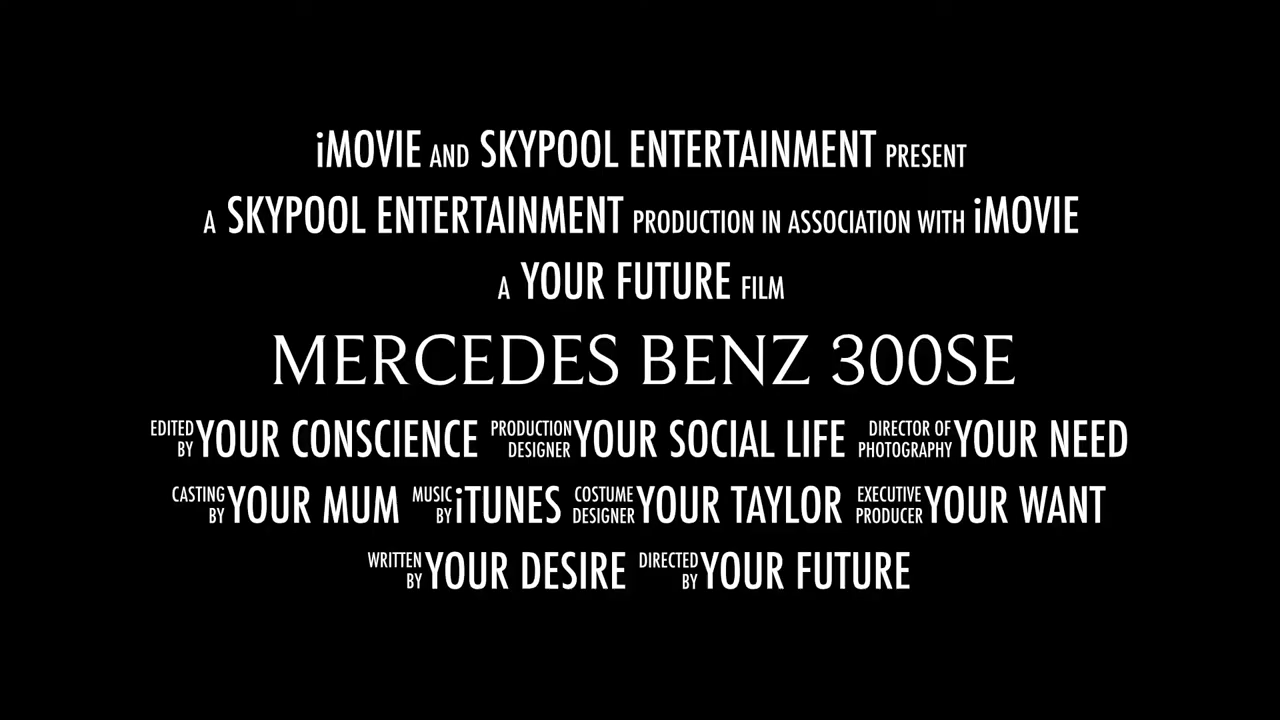 iMOVIE AND SKYPOOL ENTERTAINMENT PRESENT
A SKYPOOL ENTERTAINMENT PRODUCTION IN ASSOCIATION WITH iMOVIE
A YOUR FUTURE FILM
MERCEDES BENZ 300SE
EDITED BY YOUR CONSCIENCE PRODUCTION DESIGNER YOUR SOCIAL LIFE DIRECTOR OF PHOTOGRAPHY YOUR NEED
CASTING BY YOUR MUM MUSIC BY iTUNES COSTUME DESIGNER YOUR TAYLOR EXECUTIVE PRODUCER YOUR WANT
WRITTEN BY YOUR DESIRE DIRECTED BY YOUR FUTURE